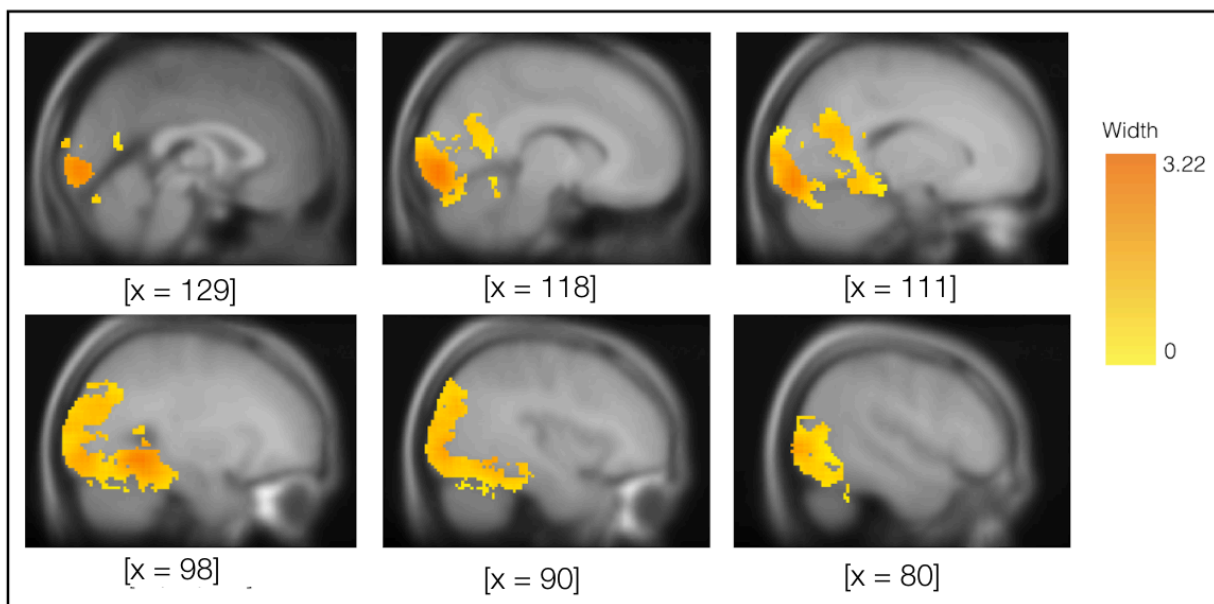 [x = 129]
[x = 118]
[x = 111]
Width
3.22
0
[x = 98]
[x = 90]
[x = 80]